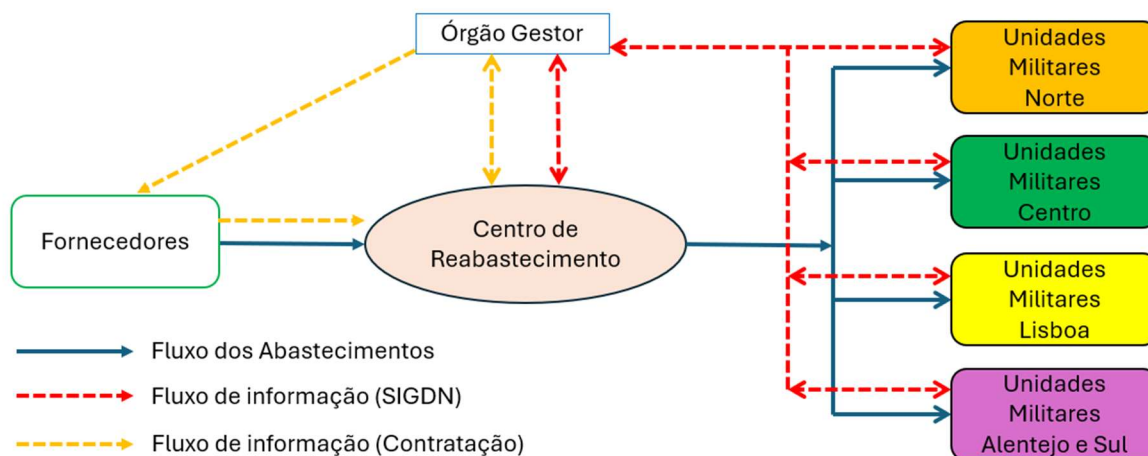 Órgão Gestor
Unidades
Militares
Norte
Unidades
Militares
Centro
Fornecedores
Centro de
Reabastecimento
Unidades
Militares
Lisboa
Fluxo dos Abastecimentos
Fluxo de informação (SIGDN)
Fluxo de informação (Contratação)
Unidades
Militares
Alentejo e Sul